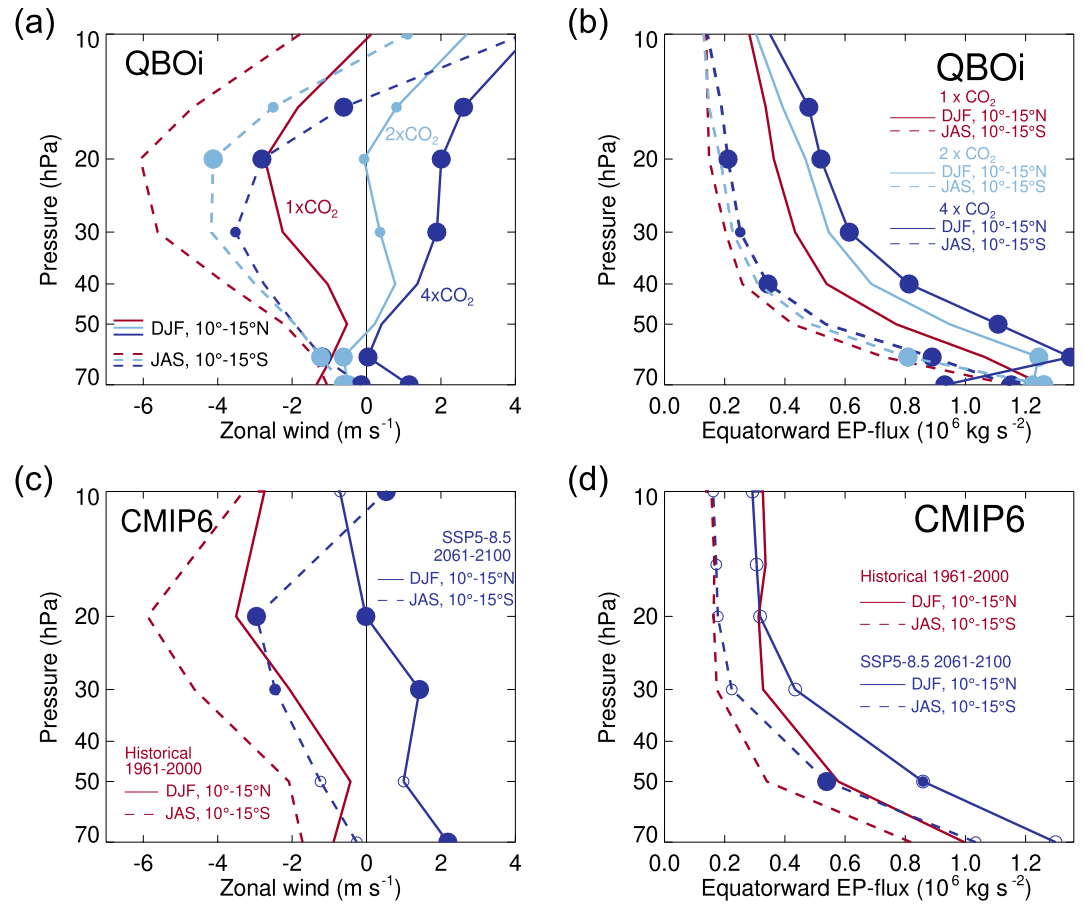 (a)
QBOi
10
20
30
40
50
70
Pressure (hPa)
2xCO2
1xCO2
4xCO2
DJF, 10°-15°N
JAS, 10°-15°S
-6 -4 -2 0 2 4
Zonal wind (m s-1)
(b)
QBOi
10
20
30
40
50
70
Pressure (hPa)
1 x CO2
DJF, 10°-15°N
JAS, 10°-15°S
2 x CO2
DJF, 10°-15°N
JAS, 10°-15°S
4 x CO2
DJF, 10°-15°N
JAS, 10°-15°S
0.0 0.2 0.4 0.6 0.8 1.0 1.2
Equatorward EP-flux (10^6 kg s^-2)
(c)
CMIP6
10
20
30
40
50
70
Pressure (hPa)
SSP5-8.5
2061-2100
DJF, 10°-15°N
JAS, 10°-15°S
Historical
1961-2000
DJF, 10°-15°N
JAS, 10°-15°S
-6 -4 -2 0 2 4
Zonal wind (m s-1)
(d)
CMIP6
10
20
30
40
50
70
Pressure (hPa)
Historical 1961-2000
DJF, 10°-15°N
JAS, 10°-15°S
SSP5-8.5 2061-2100
DJF, 10°-15°N
JAS, 10°-15°S
0.0 0.2 0.4 0.6 0.8 1.0 1.2
Equatorward EP-flux (10^6 kg s^-2)